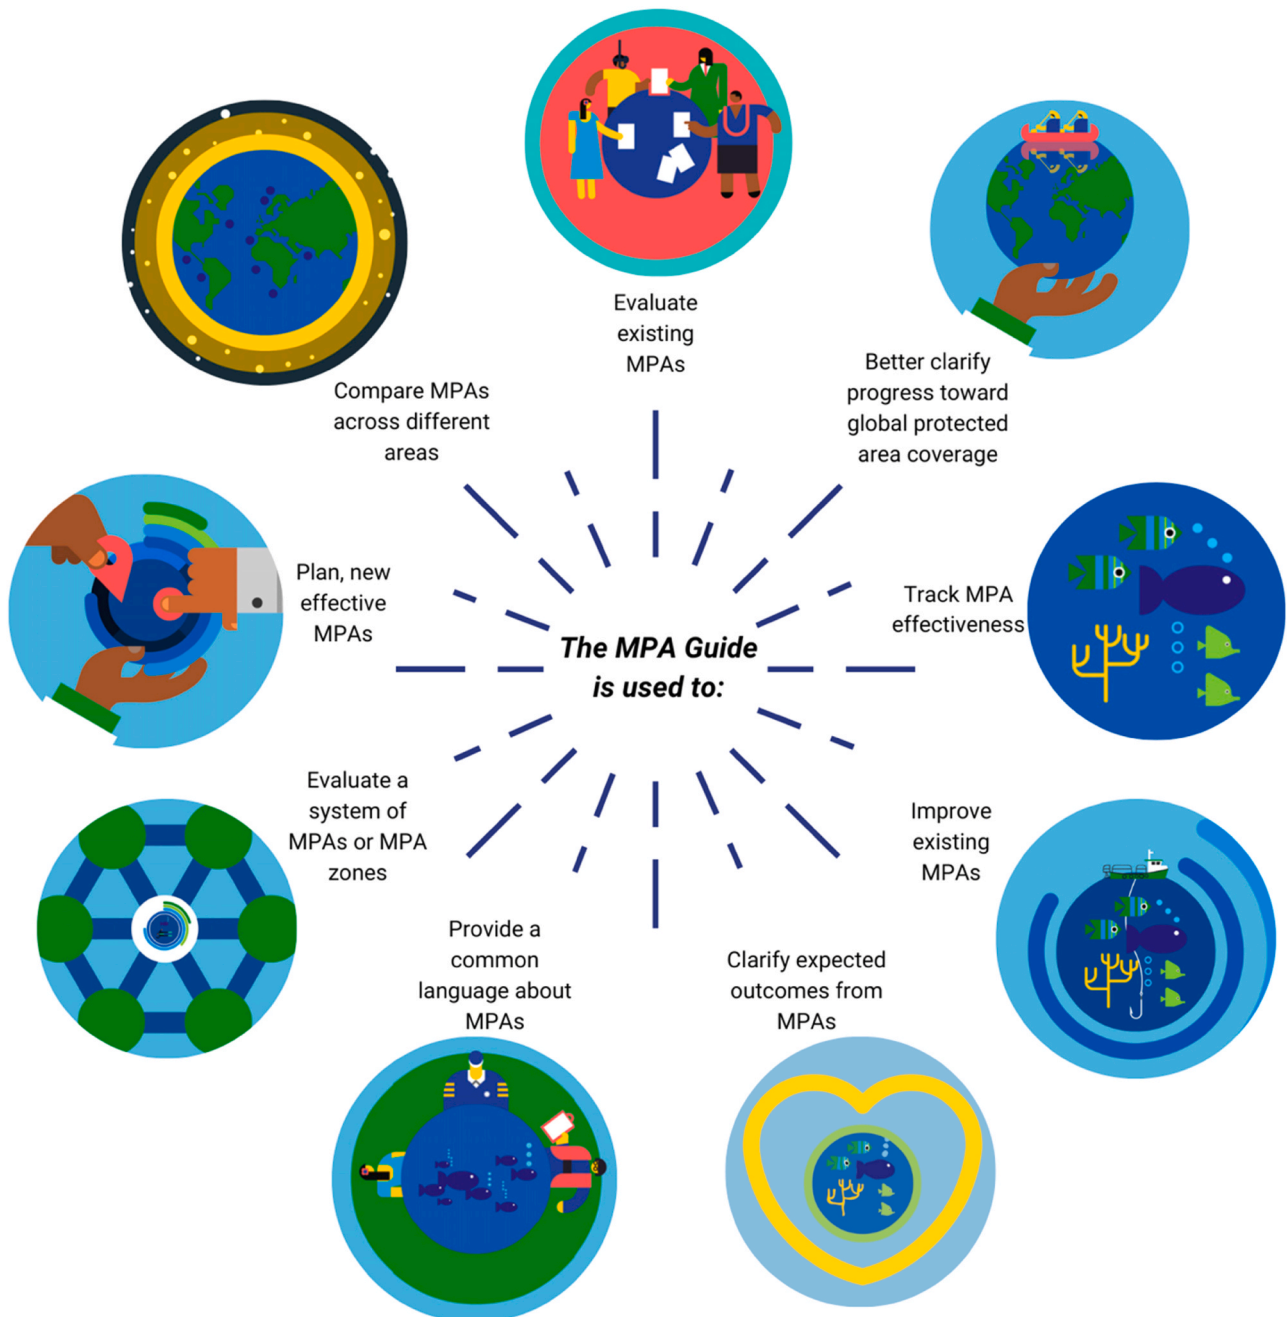 The MPA Guide
is used to:
Evaluate
existing
MPAs
Better clarify
progress toward
global protected
area coverage
Track MPA
effectiveness
Improve
existing
MPAs
Clarify expected
outcomes from
MPAs
Provide a
common
language about
MPAs
Evaluate a
system of
MPAs or MPA
zones
Plan, new
effective
MPAs
Compare MPAs
across different
areas